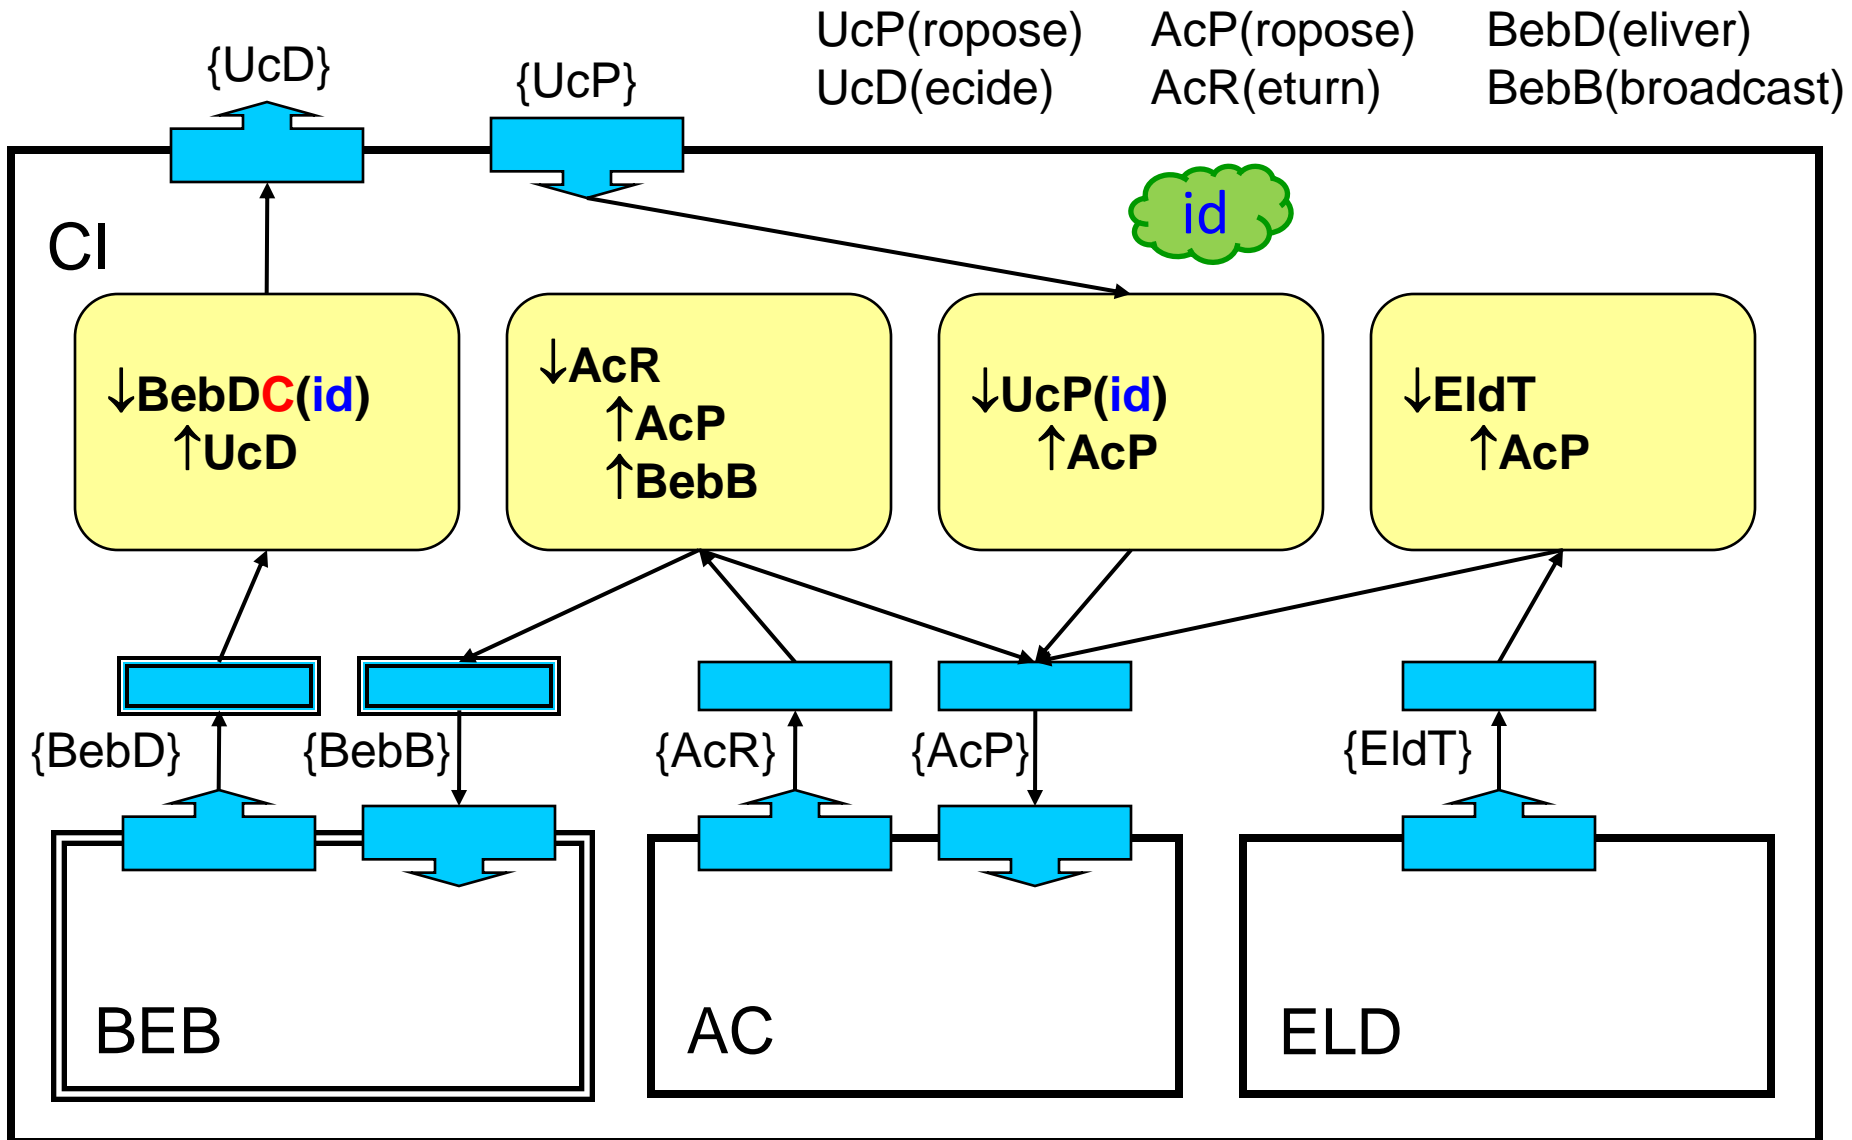 UcP(ropose) AcP(ropose) BebD(eliver)
UcD(ecide) AcR(eturn) BebB(broadcast)
{UcD} {UcP}
id
CI
↓BebDC(id)
↑UcD
↓AcR
↑AcP
↑BebB
↓UcP(id)
↑AcP
↓EldT
↑AcP
{BebD} {BebB} {AcR} {AcP} {EldT}
BEB AC ELD